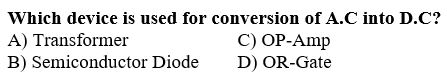 Which device is used for conversion of A.C into D.C?
A) Transformer C) OP-Amp
B) Semiconductor Diode D) OR-Gate